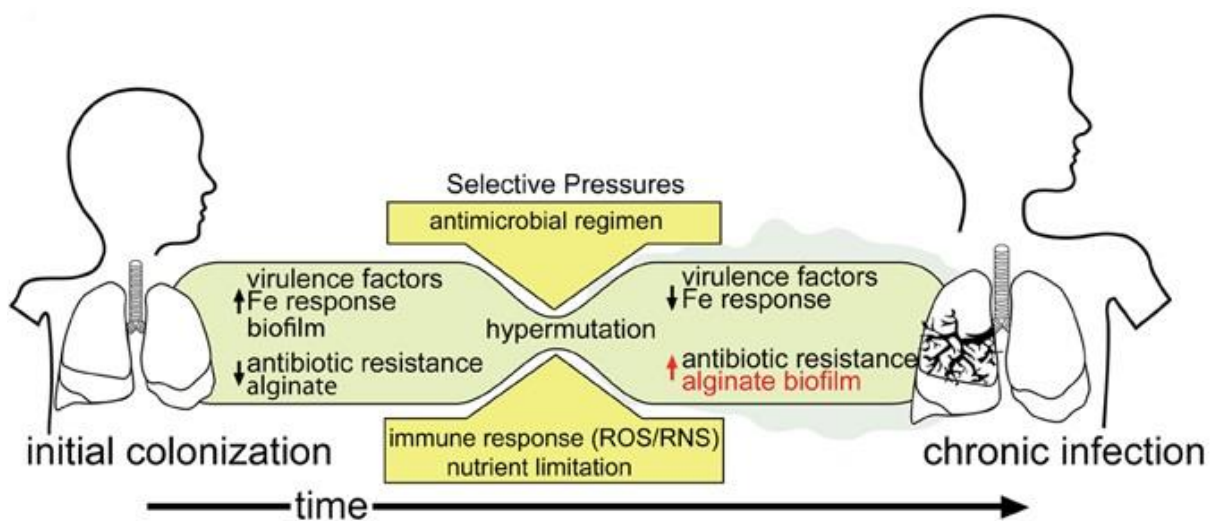 Selective Pressures
antimicrobial regimen
virulence factors
↑ Fe response
biofilm
↓ antibiotic resistance
alginate
hypermutation
virulence factors
↓ Fe response
↑ antibiotic resistance
alginate biofilm
immune response (ROS/RNS)
nutrient limitation
initial colonization
chronic infection
time